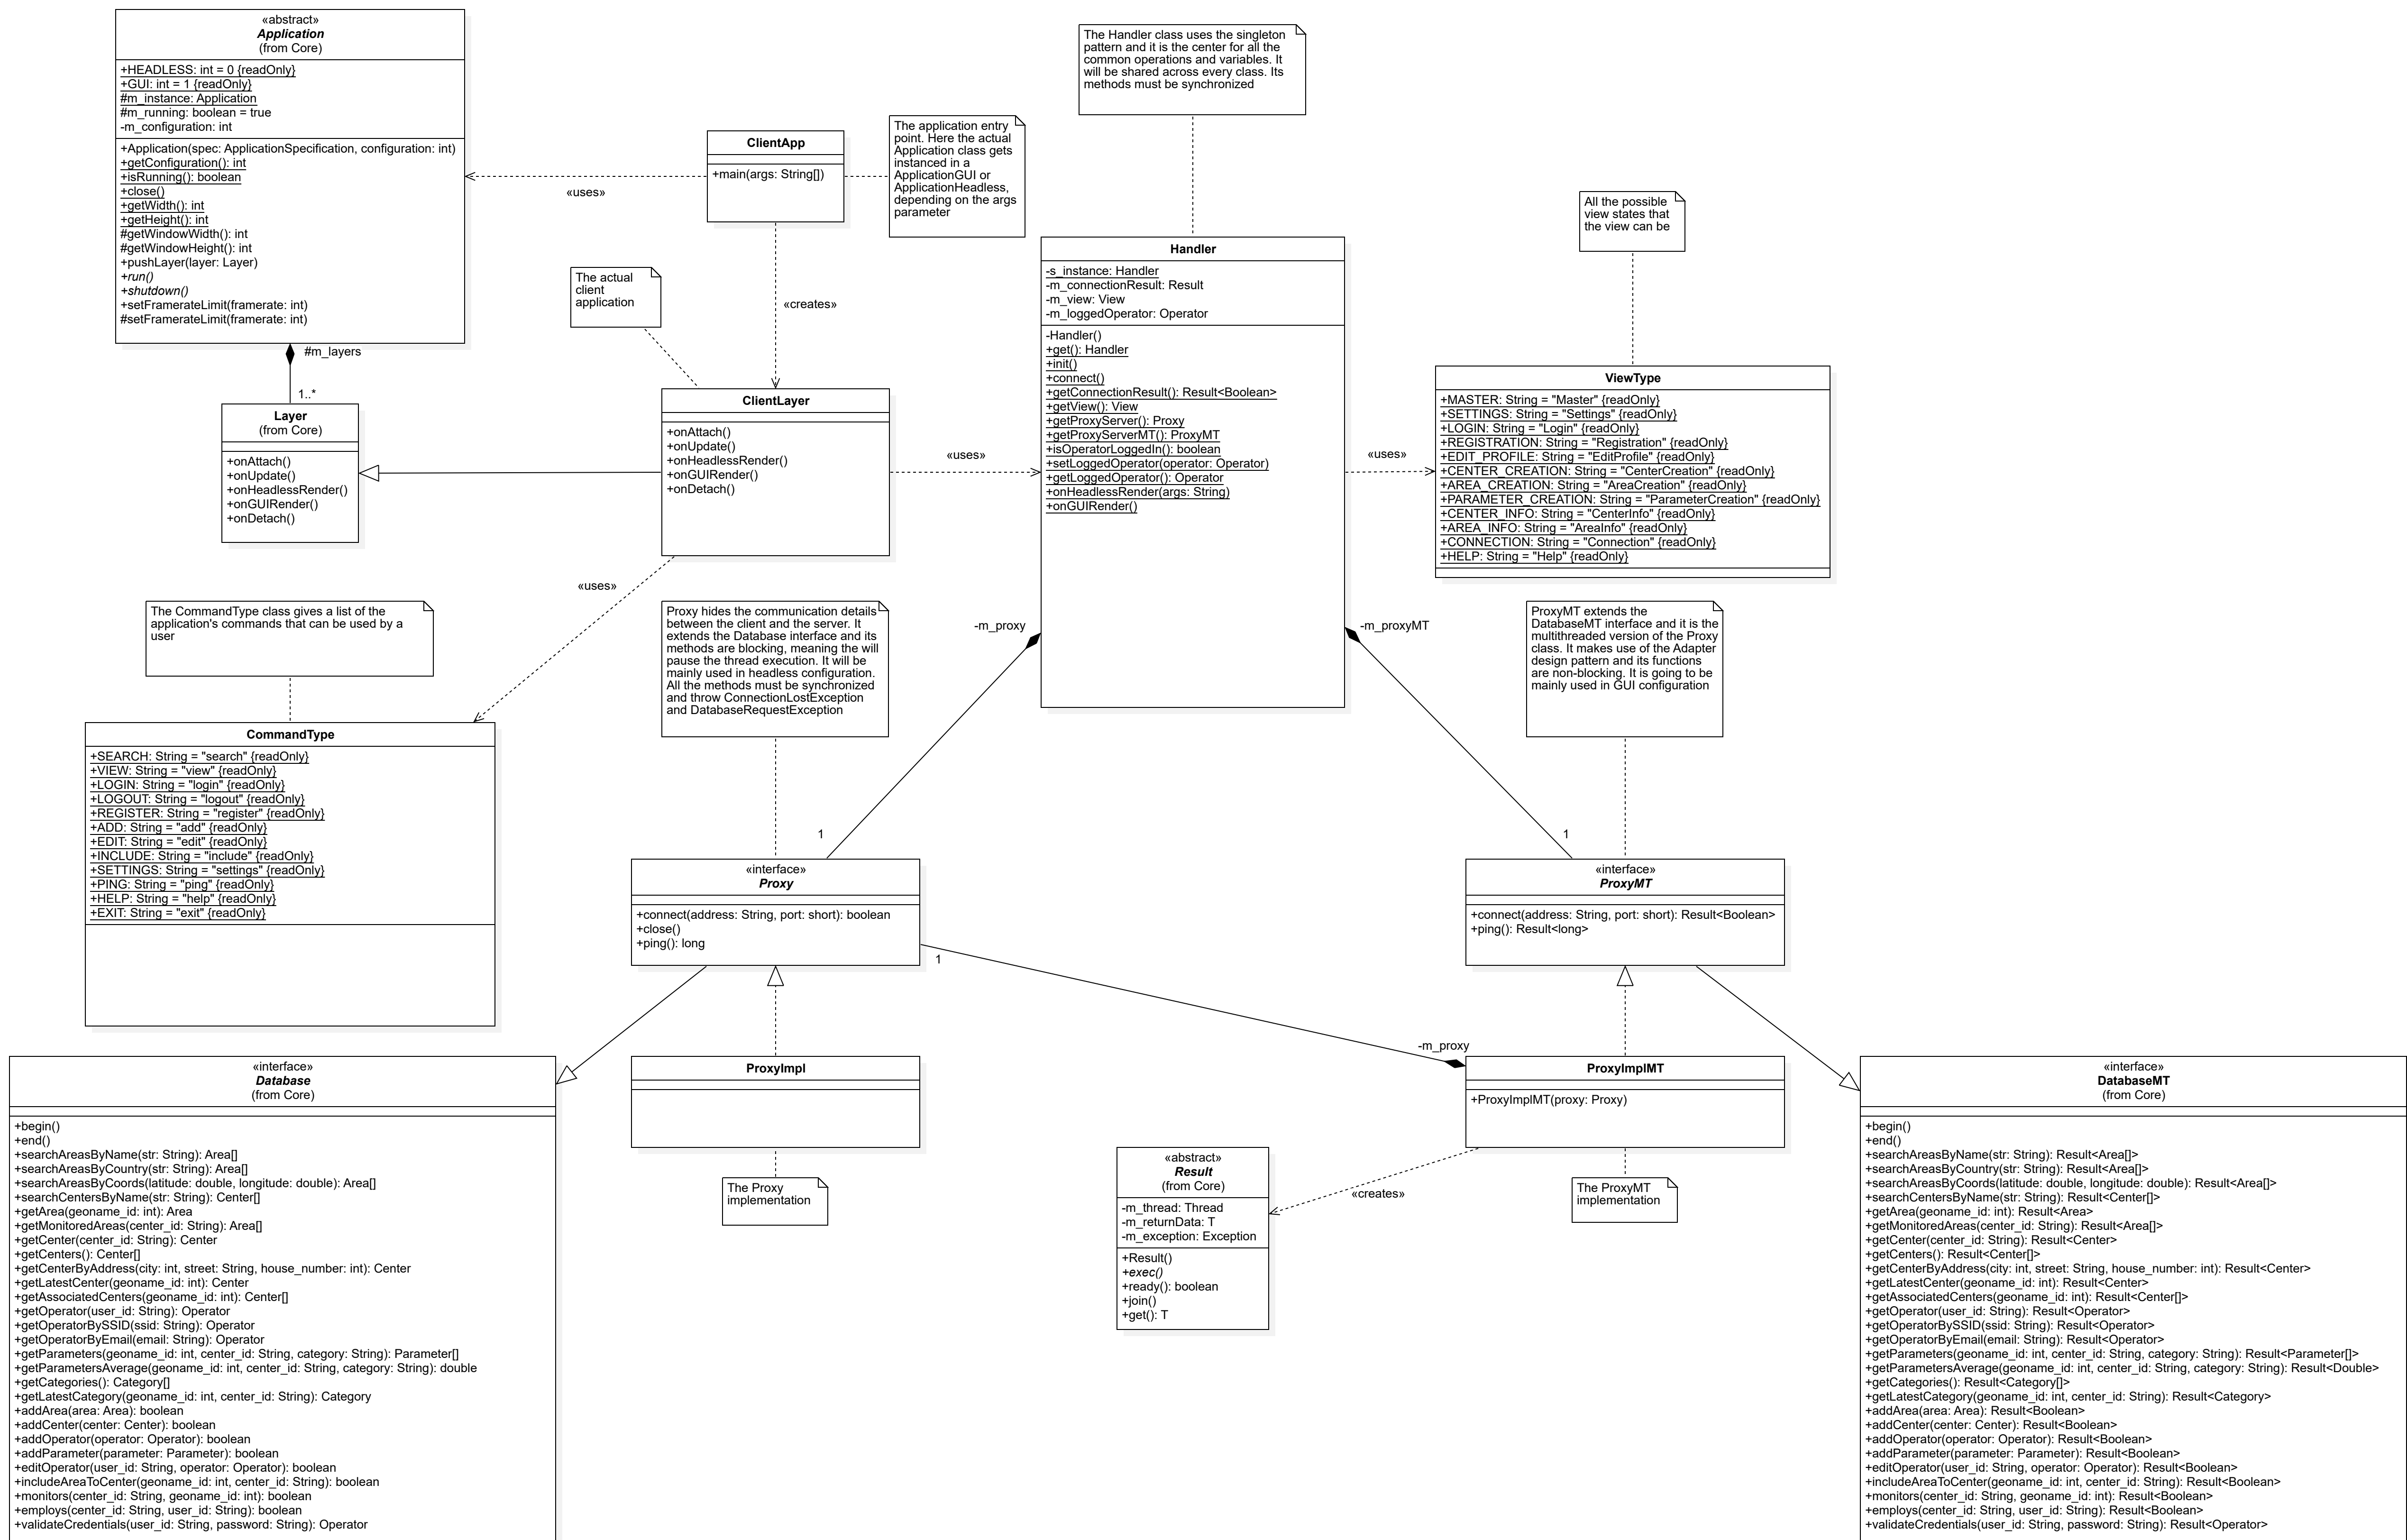 «abstract»
Application
(from Core)
+HEADLESS: int = 0 {readOnly}
+GUI: int = 1 {readOnly}
#m_instance: Application
#m_running: boolean = true
-m_configuration: int
+Application(spec: ApplicationSpecification, configuration: int)
+getConfiguration(): int
+isRunning(): boolean
+close()
+getWidth(): int
+getHeight(): int
#getWindowWidth(): int
#getWindowHeight(): int
+pushLayer(layer: Layer)
+run()
+shutdown()
+setFramerateLimit(framerate: int)
#setFramerateLimit(framerate: int)
#m_layers
1..*
Layer
(from Core)
+onAttach()
+onUpdate()
+onHeadlessRender()
+onGUIRender()
+onDetach()
«uses»
ClientApp
+main(args: String[])
The application entry
point. Here the actual
Application class gets
instanced in a
ApplicationGUI or
ApplicationHeadless,
depending on the args
parameter
«creates»
The actual
client
application
ClientLayer
+onAttach()
+onUpdate()
+onHeadlessRender()
+onGUIRender()
+onDetach()
«uses»
«uses»
The Handler class uses the singleton
pattern and it is the center for all the
common operations and variables. It
will be shared across every class. Its
methods must be synchronized
Handler
-s_instance: Handler
-m_connectionResult: Result
-m_view: View
-m_loggedOperator: Operator
-Handler()
+get(): Handler
+init()
+connect()
+getConnectionResult(): Result<Boolean>
+getView(): View
+getProxyServer(): Proxy
+getProxyServerMT(): ProxyMT
+isOperatorLoggedIn(): boolean
+setLoggedOperator(operator: Operator)
+getLoggedOperator(): Operator
+onHeadlessRender(args: String)
+onGUIRender()
«uses»
All the possible
view states that
the view can be
ViewType
+MASTER: String = "Master" {readOnly}
+SETTINGS: String = "Settings" {readOnly}
+LOGIN: String = "Login" {readOnly}
+REGISTRATION: String = "Registration" {readOnly}
+EDIT_PROFILE: String = "EditProfile" {readOnly}
+CENTER_CREATION: String = "CenterCreation" {readOnly}
+AREA_CREATION: String = "AreaCreation" {readOnly}
+PARAMETER_CREATION: String = "ParameterCreation" {readOnly}
+CENTER_INFO: String = "CenterInfo" {readOnly}
+AREA_INFO: String = "AreaInfo" {readOnly}
+CONNECTION: String = "Connection" {readOnly}
+HELP: String = "Help" {readOnly}
The CommandType class gives a list of the
application's commands that can be used by a
user
CommandType
+SEARCH: String = "search" {readOnly}
+VIEW: String = "view" {readOnly}
+LOGIN: String = "login" {readOnly}
+LOGOUT: String = "logout" {readOnly}
+REGISTER: String = "register" {readOnly}
+ADD: String = "add" {readOnly}
+EDIT: String = "edit" {readOnly}
+INCLUDE: String = "include" {readOnly}
+SETTINGS: String = "settings" {readOnly}
+PING: String = "ping" {readOnly}
+HELP: String = "help" {readOnly}
+EXIT: String = "exit" {readOnly}
Proxy hides the communication details
between the client and the server. It
extends the Database interface and its
methods are blocking, meaning the will
pause the thread execution. It will be
mainly used in headless configuration.
All the methods must be synchronized
and throw ConnectionLostException
and DatabaseRequestException
-m_proxy
1
-m_proxyMT
1
ProxyMT extends the
DatabaseMT interface and it is the
multithreaded version of the Proxy
class. It makes use of the Adapter
design pattern and its functions
are non-blocking. It is going to be
mainly used in GUI configuration
«interface»
Proxy
+connect(address: String, port: short): boolean
+close()
+ping(): long
«interface»
ProxyMT
+connect(address: String, port: short): Result<Boolean>
+ping(): Result<long>
1
-m_proxy
«interface»
Database
(from Core)
+begin()
+end()
+searchAreasByName(str: String): Area[]
+searchAreasByCountry(str: String): Area[]
+searchAreasByCoords(latitude: double, longitude: double): Area[]
+searchCentersByName(str: String): Center[]
+getArea(geoname_id: int): Area
+getMonitoredAreas(center_id: String): Area[]
+getCenter(center_id: String): Center
+getCenters(): Center[]
+getCenterByAddress(city: int, street: String, house_number: int): Center
+getLatestCenter(geoname_id: int): Center
+getAssociatedCenters(geoname_id: int): Center[]
+getOperator(user_id: String): Operator
+getOperatorBySSID(ssid: String): Operator
+getOperatorByEmail(email: String): Operator
+getParameters(geoname_id: int, center_id: String, category: String): Parameter[]
+getParametersAverage(geoname_id: int, center_id: String, category: String): double
+getCategories(): Category[]
+getLatestCategory(geoname_id: int, center_id: String): Category
+addArea(area: Area): boolean
+addCenter(center: Center): boolean
+addOperator(operator: Operator): boolean
+addParameter(parameter: Parameter): boolean
+editOperator(user_id: String, operator: Operator): boolean
+includeAreaToCenter(geoname_id: int, center_id: String): boolean
+monitors(center_id: String, geoname_id: int): boolean
+employs(center_id: String, user_id: String): boolean
+validateCredentials(user_id: String, password: String): Operator
ProxyImpl
The Proxy
implementation
ProxyImplMT
+ProxyImplMT(proxy: Proxy)
«creates»
The ProxyMT
implementation
«abstract»
Result
(from Core)
-m_thread: Thread
-m_returnData: T
-m_exception: Exception
+Result()
+exec()
+ready(): boolean
+join()
+get(): T
«interface»
DatabaseMT
(from Core)
+begin()
+end()
+searchAreasByName(str: String): Result<Area[]>
+searchAreasByCountry(str: String): Result<Area[]>
+searchAreasByCoords(latitude: double, longitude: double): Result<Area[]>
+searchCentersByName(str: String): Result<Center[]>
+getArea(geoname_id: int): Result<Area>
+getMonitoredAreas(center_id: String): Result<Area[]>
+getCenter(center_id: String): Result<Center>
+getCenters(): Result<Center[]>
+getCenterByAddress(city: int, street: String, house_number: int): Result<Center>
+getLatestCenter(geoname_id: int): Result<Center>
+getAssociatedCenters(geoname_id: int): Result<Center[]>
+getOperator(user_id: String): Result<Operator>
+getOperatorBySSID(ssid: String): Result<Operator>
+getOperatorByEmail(email: String): Result<Operator>
+getParameters(geoname_id: int, center_id: String, category: String): Result<Parameter[]>
+getParametersAverage(geoname_id: int, center_id: String, category: String): Result<Double>
+getCategories(): Result<Category[]>
+getLatestCategory(geoname_id: int, center_id: String): Result<Category>
+addArea(area: Area): Result<Boolean>
+addCenter(center: Center): Result<Boolean>
+addOperator(operator: Operator): Result<Boolean>
+addParameter(parameter: Parameter): Result<Boolean>
+editOperator(user_id: String, operator: Operator): Result<Boolean>
+includeAreaToCenter(geoname_id: int, center_id: String): Result<Boolean>
+monitors(center_id: String, geoname_id: int): Result<Boolean>
+employs(center_id: String, user_id: String): Result<Boolean>
+validateCredentials(user_id: String, password: String): Result<Operator>